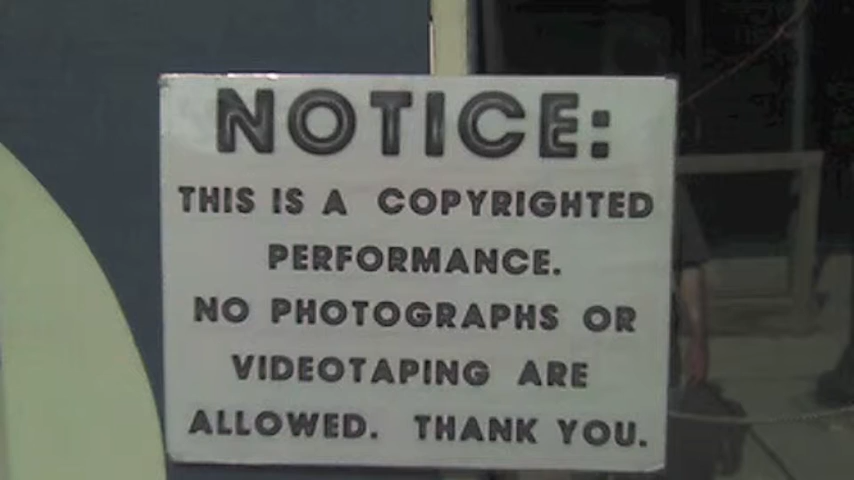 NOTICE:
THIS IS A COPYRIGHTED
PERFORMANCE.
NO PHOTOGRAPHS OR
VIDEOTAPING ARE
ALLOWED. THANK YOU.